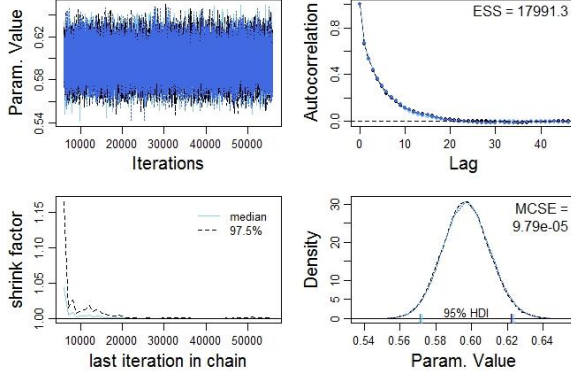 Param. Value
0.54 0.58 0.62
10000 20000 30000 40000 50000
Iterations
Autocorrelation
0.0 0.4 0.8
ESS = 17991.3
0 10 20 30 40
Lag
shrink factor
1.00 1.05 1.10 1.15
median
97.5%
10000 20000 30000 40000 50000
last iteration in chain
Density
0 5 10 20 30
MCSE =
9.79e-05
95% HDI
0.54 0.56 0.58 0.60 0.62 0.64
Param. Value